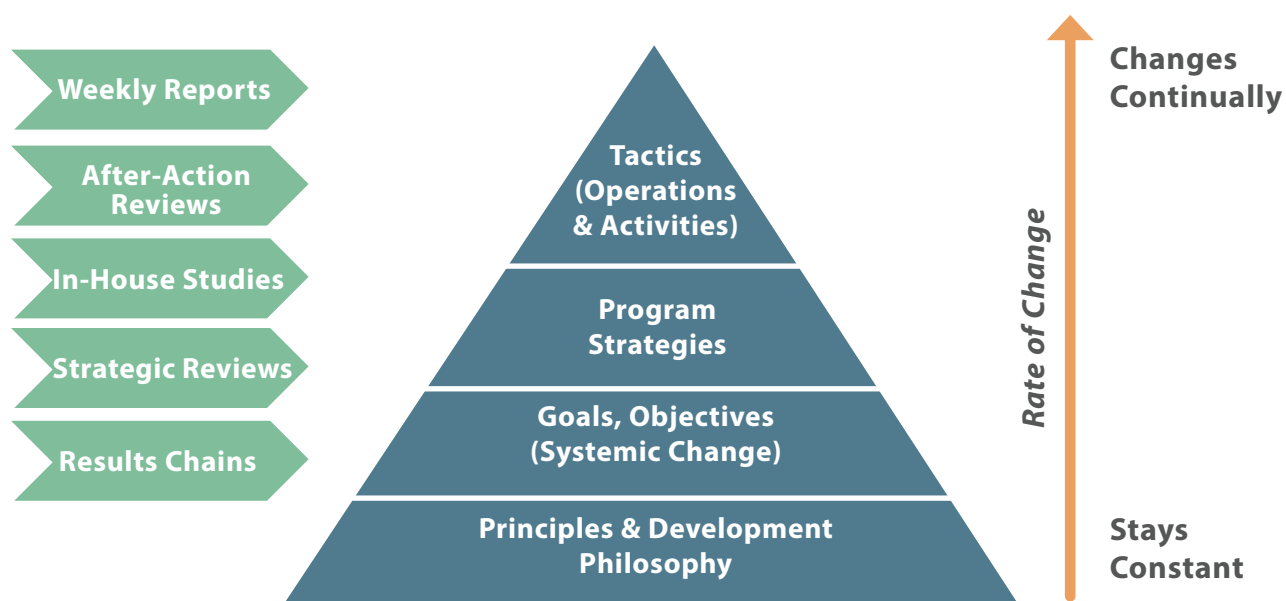 Weekly Reports
After-Action
Reviews
In-House Studies
Strategic Reviews
Results Chains
Tactics
(Operations
& Activities)
Program
Strategies
Goals, Objectives
(Systemic Change)
Principles & Development
Philosophy
Rate of Change
Changes
Continually
Stays
Constant